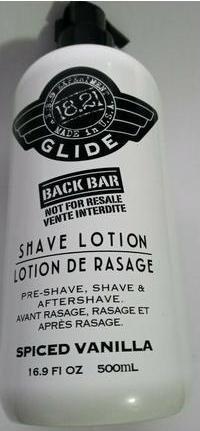 18.21
MADE in U.S.A.
GLIDE
BACK BAR
NOT FOR RESALE
VENTE INTERDITE
SHAVE LOTION
LOTION DE RASAGE
PRE-SHAVE, SHAVE &
AFTERSHAVE.
AVANT RASAGE, RASAGE ET
APRÈS RASAGE.
SPICED VANILLA
16.9 Fl OZ 500mL